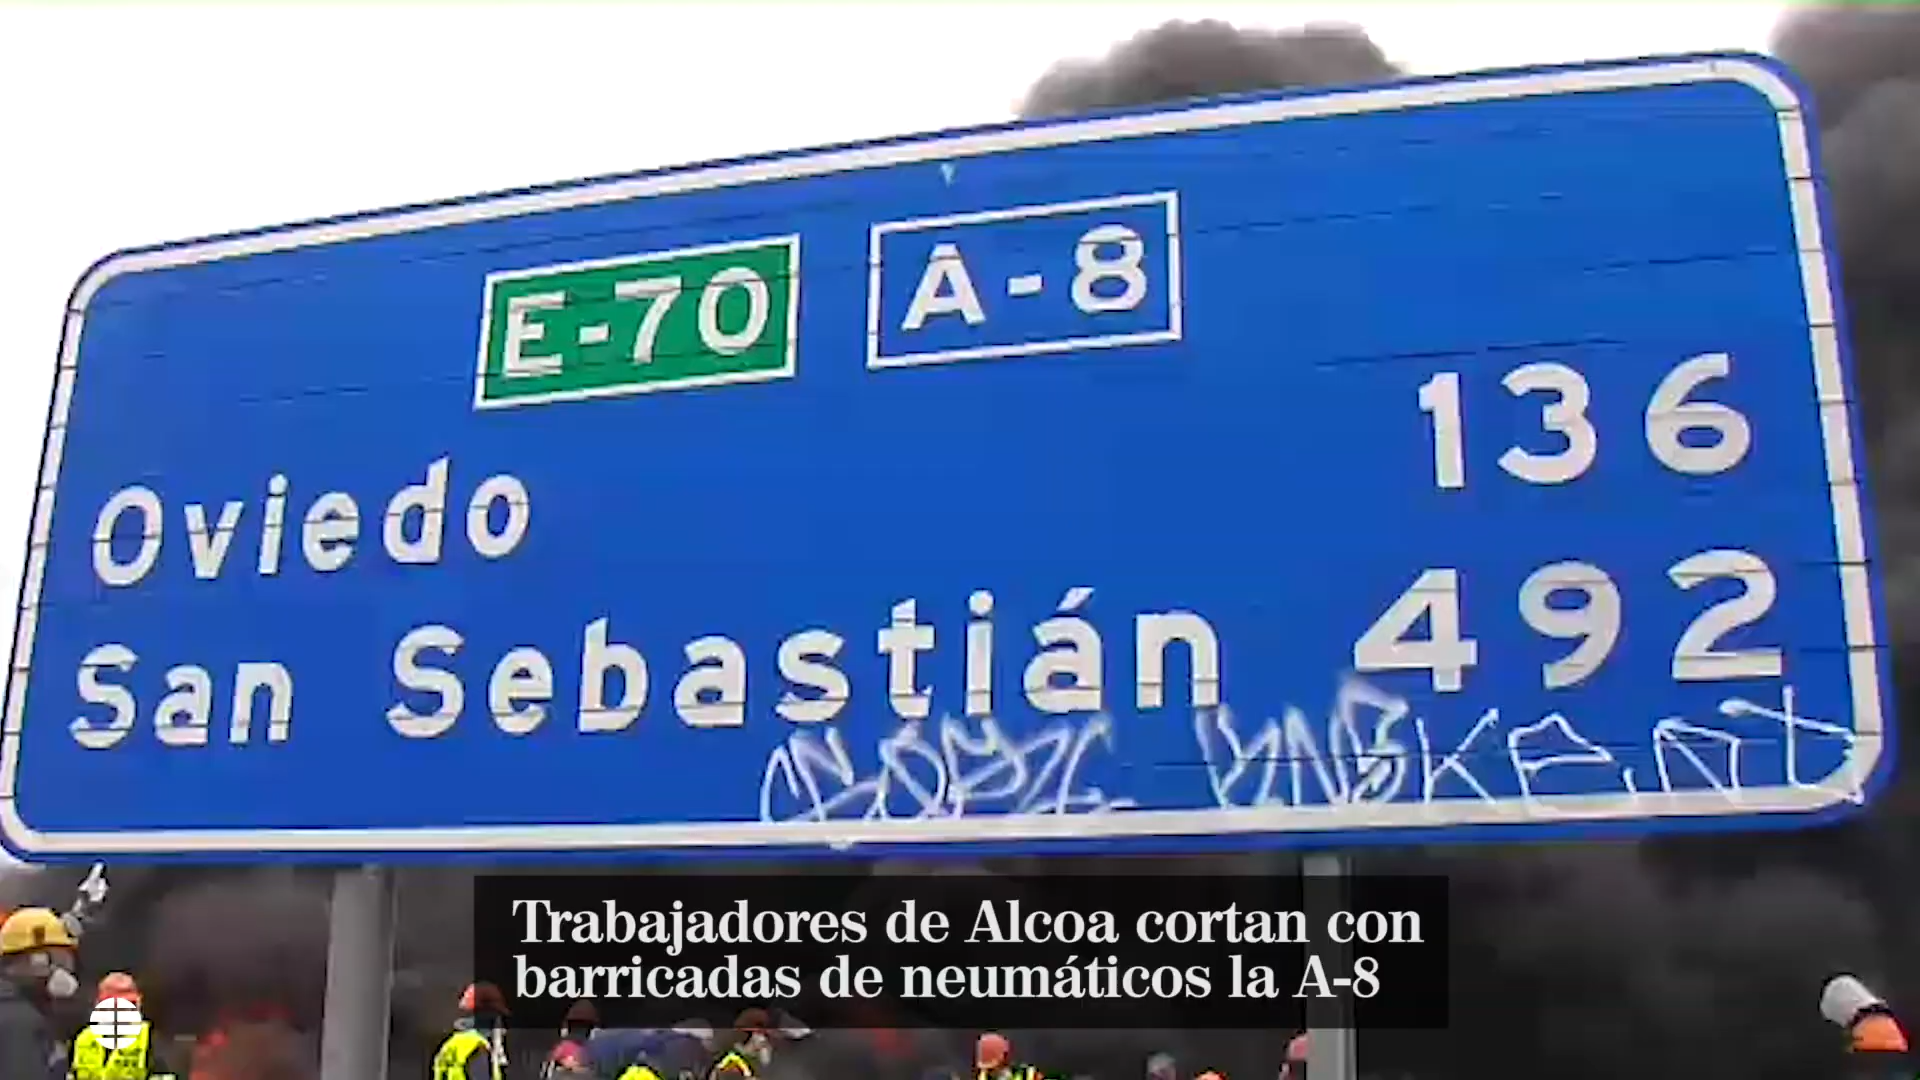 E-70 A-8
Oviedo 136
San Sebastián 492
Trabajadores de Alcoa cortan con
barricadas de neumáticos la A-8